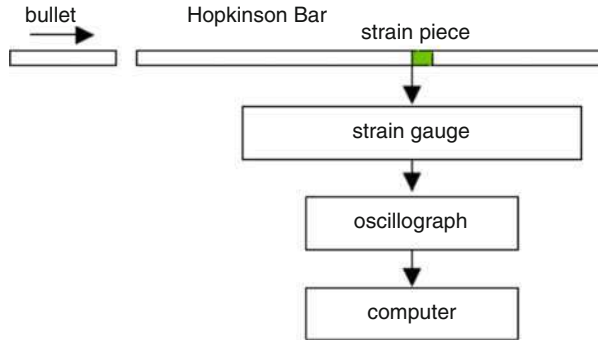 bullet
Hopkinson Bar
strain piece
strain gauge
oscillograph
computer